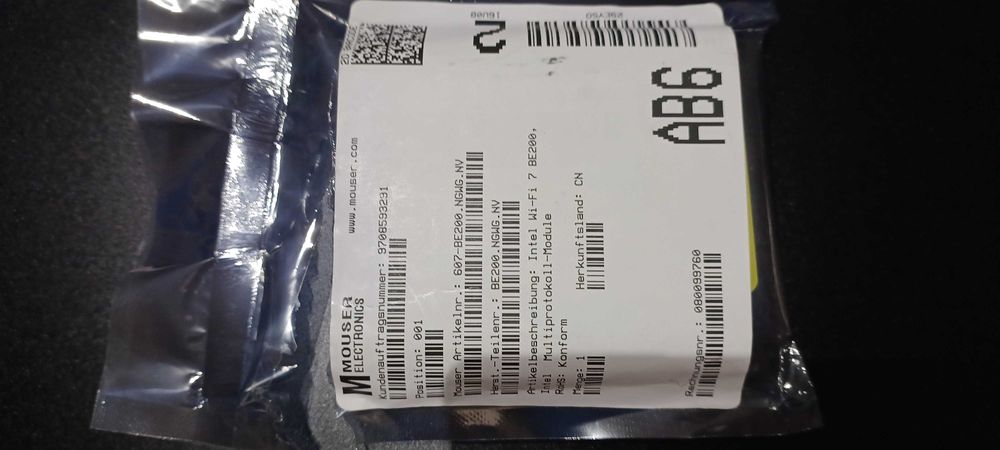 MOUSER
ELECTRONICS
www.mouser.com
Kundenauftragsnummer: 9708593231
Position: 001
Mouser Artikelnr.: 607-BE200.NGWG.NV
Herst.-Teilenr.: BE200.NGWG.NV
Artikelbeschreibung: Intel Wi-Fi 7 BE200,
Intel Multiprotokoll-Module
RoHS: Konform
Menge: 1
Herkunftsland: CN
Rechnungsnr.: 080099760
2
AB6